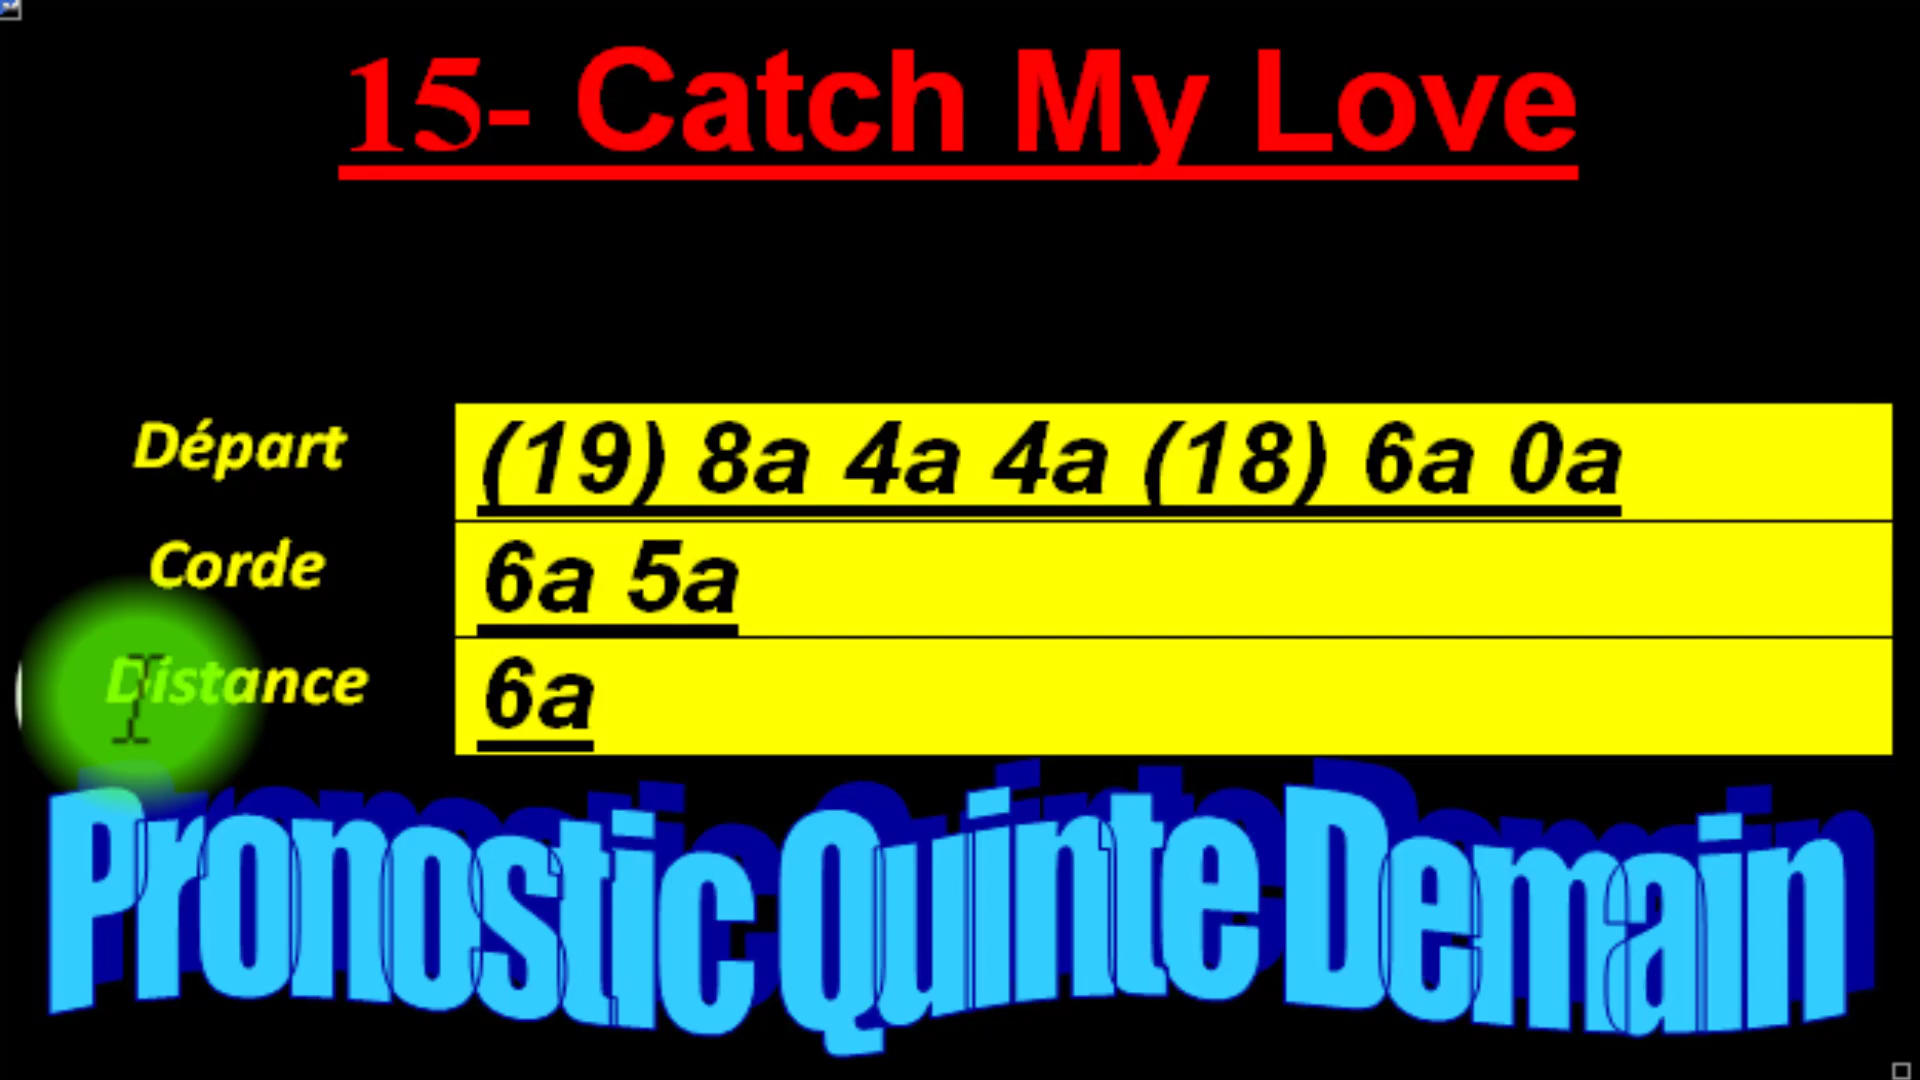 15- Catch My Love
Départ (19) 8a 4a 4a (18) 6a 0a
Corde 6a 5a
Distance 6a
Pronostic Quinte Demain